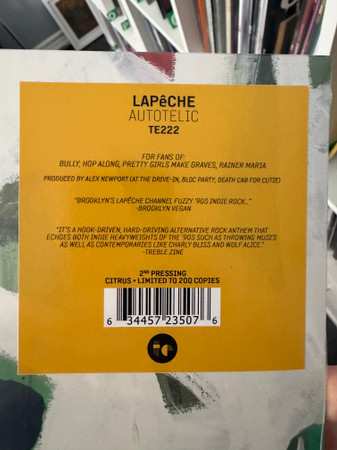 LAPêCHE
AUTOTELIC
TE222
FOR FANS OF:
BULLY, HOP ALONG, PRETTY GIRLS MAKE GRAVES, RAINER MARIA
PRODUCED BY ALEX NEWPORT (AT THE DRIVE-IN, BLOC PARTY, DEATH CAB FOR CUTIE)
"BROOKLYN'S LAPêCHE CHANNEL FUZZY '90S INDIE ROCK..."
-BROOKLYN VEGAN
"IT'S A HOOK-DRIVEN, HARD-DRIVING ALTERNATIVE ROCK ANTHEM THAT
ECHOES BOTH INDIE HEAVYWEIGHTS OF THE '90S SUCH AS THROWING MUSES
AS WELL AS CONTEMPORARIES LIKE CHARLY BLISS AND WOLF ALICE."
-TREBLE ZINE
2ND PRESSING
CITRUS • LIMITED TO 200 COPIES
6 34457 23507 6